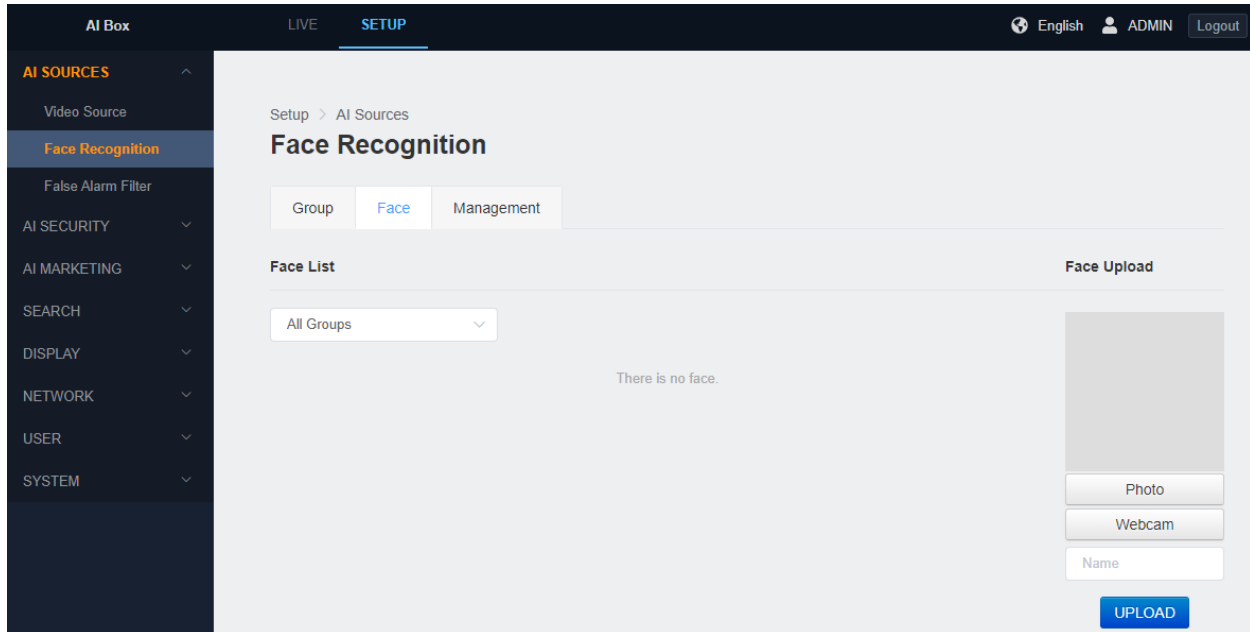 AI Box
LIVE SETUP
English ADMIN Logout
AI SOURCES
Video Source
Face Recognition
False Alarm Filter
AI SECURITY
AI MARKETING
SEARCH
DISPLAY
NETWORK
USER
SYSTEM
Setup > AI Sources
Face Recognition
Group Face Management
Face List
All Groups
There is no face.
Face Upload
Photo
Webcam
Name
UPLOAD